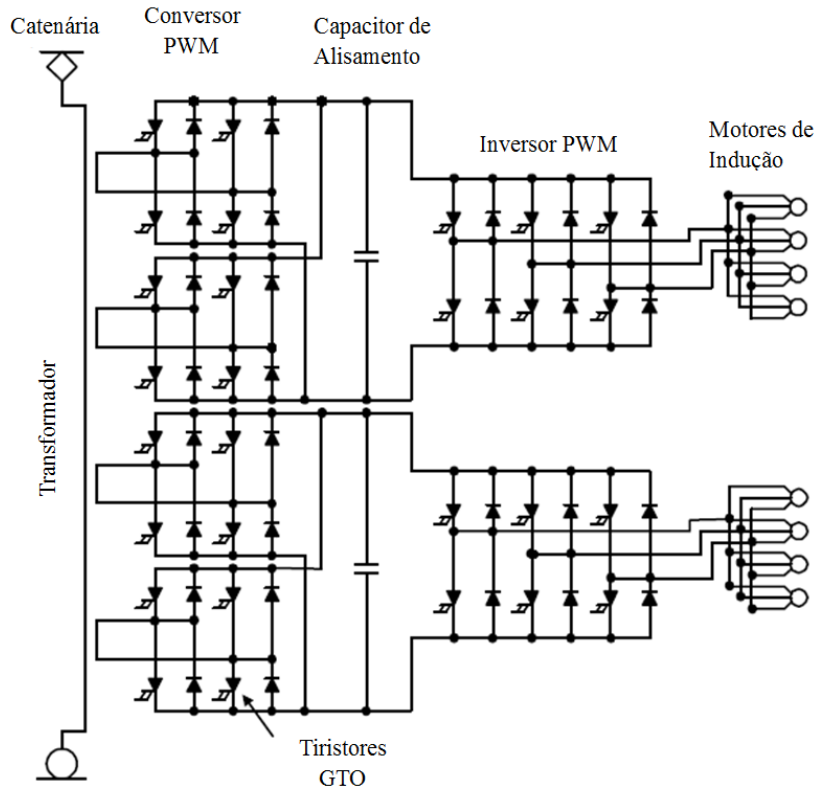 Catenária
Conversor
PWM
Capacitor de
Alisamento
Inversor PWM
Motores de
Indução
Transformador
Tiristores
GTO